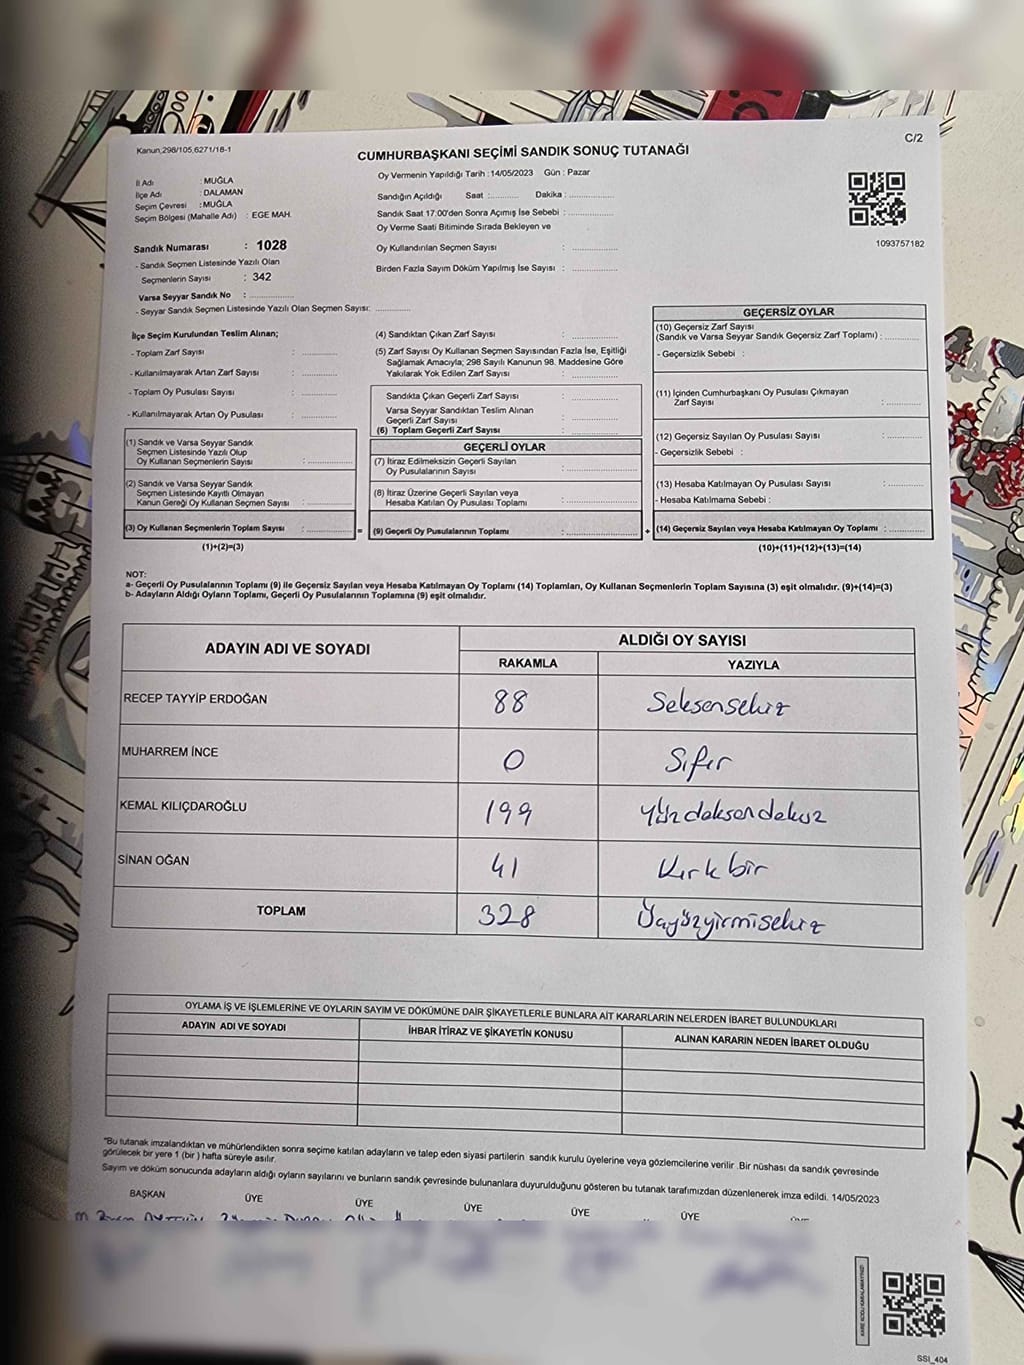 Kanun,298/105,6271/18-1
CUMHURBAŞKANI SEÇİMİ SANDIK SONUÇ TUTANAĞI
C/2
İl Adı : MUĞLA
İlçe Adı : DALAMAN
Seçim Çevresi : MUĞLA
Seçim Bölgesi (Mahalle Adı) : EGE MAH.
Sandık Numarası : 1028
- Sandık Seçmen Listesinde Yazılı Olan
Seçmenlerin Sayısı : 342
Varsa Seyyar Sandık No : ..............
- Seyyar Sandık Seçmen Listesinde Yazılı Olan Seçmen Sayısı: ............
Oy Vermenin Yapıldığı Tarih :14/05/2023 Gün : Pazar
Sandığın Açıldığı Saat :.......... Dakika : ...............
Sandık Saat 17:00'den Sonra Açımış İse Sebebi : ...............
Oy Verme Saati Bitiminde Sırada Bekleyen ve
Oy Kullandırılan Seçmen Sayısı : ...............
Birden Fazla Sayım Döküm Yapılmış İse Sayısı : ...............
1093757182
İlçe Seçim Kurulundan Teslim Alınan;
- Toplam Zarf Sayısı : ............
- Kullanılmayarak Artan Zarf Sayısı : ............
- Toplam Oy Pusulası Sayısı : ............
- Kullanılmayarak Artan Oy Pusulası : ............
(1) Sandık ve Varsa Seyyar Sandık
Seçmen Listesinde Yazılı Olup
Oy Kullanan Seçmenlerin Sayısı : ...............
(2) Sandık ve Varsa Seyyar Sandık
Seçmen Listesinde Kayıtlı Olmayan
Kanun Gereği Oy Kullanan Seçmen Sayısı : ...............
(3) Oy Kullanan Seçmenlerin Toplam Sayısı : ...............
(1)+(2)=(3)
(4) Sandıktan Çıkan Zarf Sayısı : ...............
(5) Zarf Sayısı Oy Kullanan Seçmen Sayısından Fazla İse, Eşitliği
Sağlamak Amacıyla; 298 Sayılı Kanunun 98. Maddesine Göre
Yakılarak Yok Edilen Zarf Sayısı : ...............
Sandıkta Çıkan Geçerli Zarf Sayısı : ...............
Varsa Seyyar Sandıktan Teslim Alınan
Geçerli Zarf Sayısı : ...............
(6) Toplam Geçerli Zarf Sayısı : ...............
GEÇERLİ OYLAR
(7) İtiraz Edilmeksizin Geçerli Sayılan
Oy Pusulalarının Sayısı : ...............
(8) İtiraz Üzerine Geçerli Sayılan veya
Hesaba Katılan Oy Pusulası Toplamı : ...............
= (9) Geçerli Oy Pusulalarının Toplamı : ...............
GEÇERSİZ OYLAR
(10) Geçersiz Zarf Sayısı
(Sandık ve Varsa Seyyar Sandık Geçersiz Zarf Toplamı) : ............
- Geçersizlik Sebebi :
(11) İçinden Cumhurbaşkanı Oy Pusulası Çıkmayan
Zarf Sayısı : ............
(12) Geçersiz Sayılan Oy Pusulası Sayısı : ............
- Geçersizlik Sebebi :
(13) Hesaba Katılmayan Oy Pusulası Sayısı : ............
- Hesaba Katılmama Sebebi :
+ (14) Geçersiz Sayılan veya Hesaba Katılmayan Oy Toplamı : ............
(10)+(11)+(12)+(13)=(14)
NOT:
a- Geçerli Oy Pusulalarının Toplamı (9) ile Geçersiz Sayılan veya Hesaba Katılmayan Oy Toplamı (14) Toplamları, Oy Kullanan Seçmenlerin Toplam Sayısına (3) eşit olmalıdır. (9)+(14)=(3)
b- Adayların Aldığı Oyların Toplamı, Geçerli Oy Pusulalarının Toplamına (9) eşit olmalıdır.
ADAYIN ADI VE SOYADI ALDIĞI OY SAYISI
RAKAMLA YAZIYLA
RECEP TAYYİP ERDOĞAN 88 Seksensekiz
MUHARREM İNCE 0 Sıfır
KEMAL KILIÇDAROĞLU 199 Yüzdoksandokuz
SİNAN OĞAN 41 Kırkbir
TOPLAM 328 Üçyüzyirmisekiz
OYLAMA İŞ VE İŞLEMLERİNE VE OYLARIN SAYIM VE DÖKÜMÜNE DAİR ŞİKAYETLERLE BUNLARA AİT KARARLARIN NELERDEN İBARET BULUNDUKLARI
ADAYIN ADI VE SOYADI İHBAR İTİRAZ VE ŞİKAYETİN KONUSU ALINAN KARARIN NEDEN İBARET OLDUĞU
"Bu tutanak imzalandıktan ve mühürlendikten sonra seçime katılan adayların ve talep eden siyasi partilerin sandık kurulu üyelerine veya gözlemcilerine verilir .Bir nüshası da sandık çevresinde
görülecek bir yere 1 (bir ) hafta süreyle asılır.
Sayım ve döküm sonucunda adayların aldığı oyların sayılarını ve bunların sandık çevresinde bulunanlara duyurulduğunu gösteren bu tutanak tarafımızdan düzenlenerek imza edildi. 14/05/2023
BAŞKAN ÜYE ÜYE ÜYE ÜYE ÜYE ÜYE
KARE KODU KARALAMAYINIZ!
SSI_404